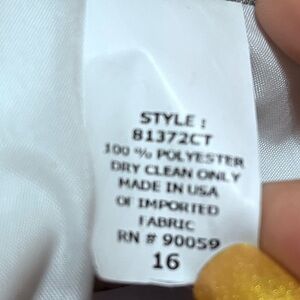 STYLE :
81372CT
100 % POLYESTER
DRY CLEAN ONLY
MADE IN USA
OF IMPORTED
FABRIC
RN # 90059
16